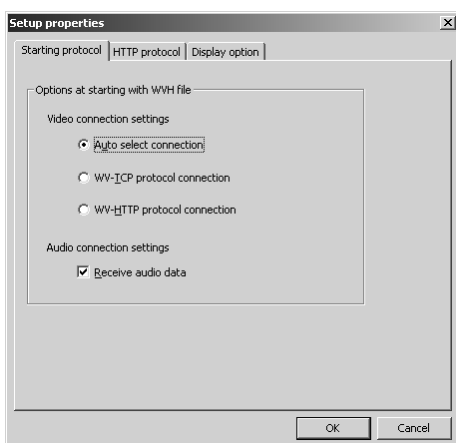 Setup properties
Starting protocol HTTP protocol Display option
Options at starting with WVH file
Video connection settings
Auto select connection
WV-TCP protocol connection
WV-HTTP protocol connection
Audio connection settings
Receive audio data
OK Cancel